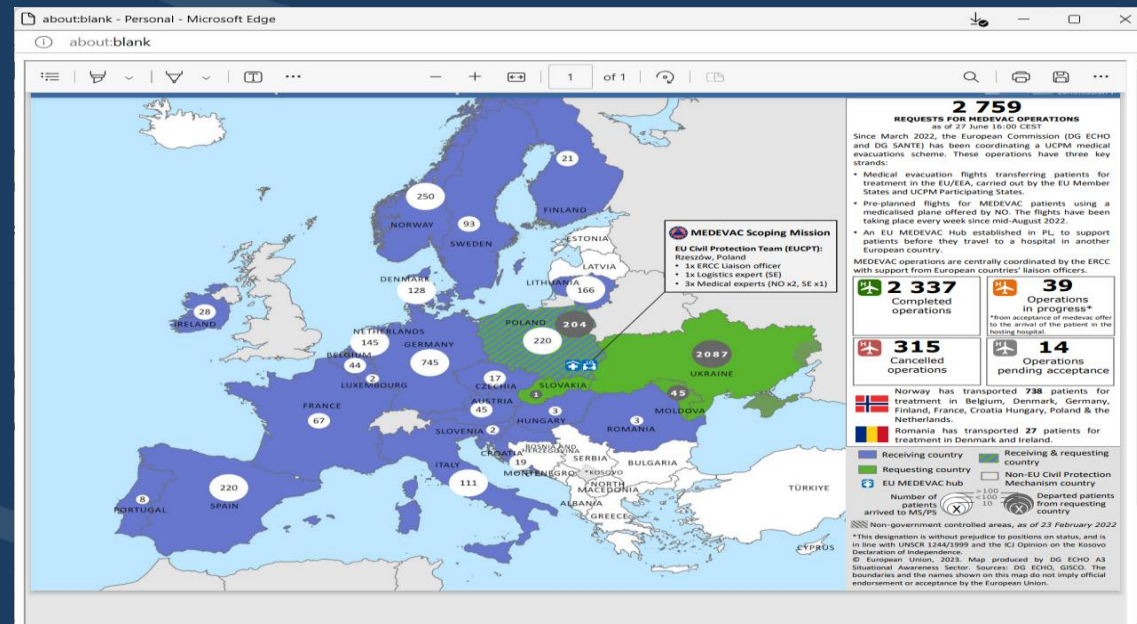 about:blank - Personal - Microsoft Edge
about:blank
1 of 1
2 759
REQUESTS FOR MEDEVAC OPERATIONS
as of 27 June 16:00 CEST
Since March 2022, the European Commission (DG ECHO
and DG SANTE) has been coordinating a UCPM medical
evacuations scheme. These operations have three key
strands:
• Medical evacuation flights transferring patients for
treatment in the EU/EEA, carried out by the EU Member
States and UCPM Participating States.
• Pre-planned flights for MEDEVAC patients using a
medicalised plane offered by NO. The flights have been
taking place every week since mid-August 2022.
• An EU MEDEVAC Hub established in PL, to support
patients before they travel to a hospital in another
European country.
MEDEVAC operations are centrally coordinated by the ERCC
with support from European countries' liaison officers.
2 337
Completed
operations
39
Operations
in progress*
*from acceptance of medevac offer
to the arrival of the patient in the
hosting hospital.
315
Cancelled
operations
14
Operations
pending acceptance
Norway has transported 738 patients for
treatment in Belgium, Denmark, Germany,
Finland, France, Croatia Hungary, Poland & the
Netherlands.
Romania has transported 27 patients for
treatment in Denmark and Ireland.
Receiving country
Receiving & requesting
country
Requesting country
Non-EU Civil Protection
Mechanism country
EU MEDEVAC hub
Number of
patients
arrived to MS/PS
>100
<100
10
X
X
Departed patients
from requesting
country
Non-government controlled areas, as of 23 February 2022
*This designation is without prejudice to positions on status, and is
in line with UNSCR 1244/1999 and the ICJ Opinion on the Kosovo
Declaration of Independence.
© European Union, 2023. Map produced by DG ECHO A3
Situational Awareness Sector. Sources: DG ECHO, GISCO. The
boundaries and the names shown on this map do not imply official
endorsement or acceptance by the European Union.
MEDEVAC Scoping Mission
EU Civil Protection Team (EUCPT):
Rzeszów, Poland
• 1x ERCC Liaison officer
• 1x Logistics expert (SE)
• 3x Medical experts (NO x2, SE x1)
21
FINLAND
250
NORWAY
93
SWEDEN
ESTONIA
LATVIA
LITHUANIA
166
DENMARK
128
28
IRELAND
NETHERLANDS
145
GERMANY
745
POLAND
204
220
BELGIUM
44
2
LUXEMBOURG
17
CZECHIA
SLOVAKIA
1
2087
UKRAINE
45
MOLDOVA
AUSTRIA
45
3
HUNGARY
3
ROMANIA
FRANCE
67
SLOVENIA
2
CROATIA
19
BOSNIA AND
HERZEGOVINA
SERBIA
MONTENEGRO
*KOSOVO
BULGARIA
NORTH
MACEDONIA
ALBANIA
GREECE
ITALY
111
8
PORTUGAL
220
SPAIN
TÜRKIYE
CYPRUS